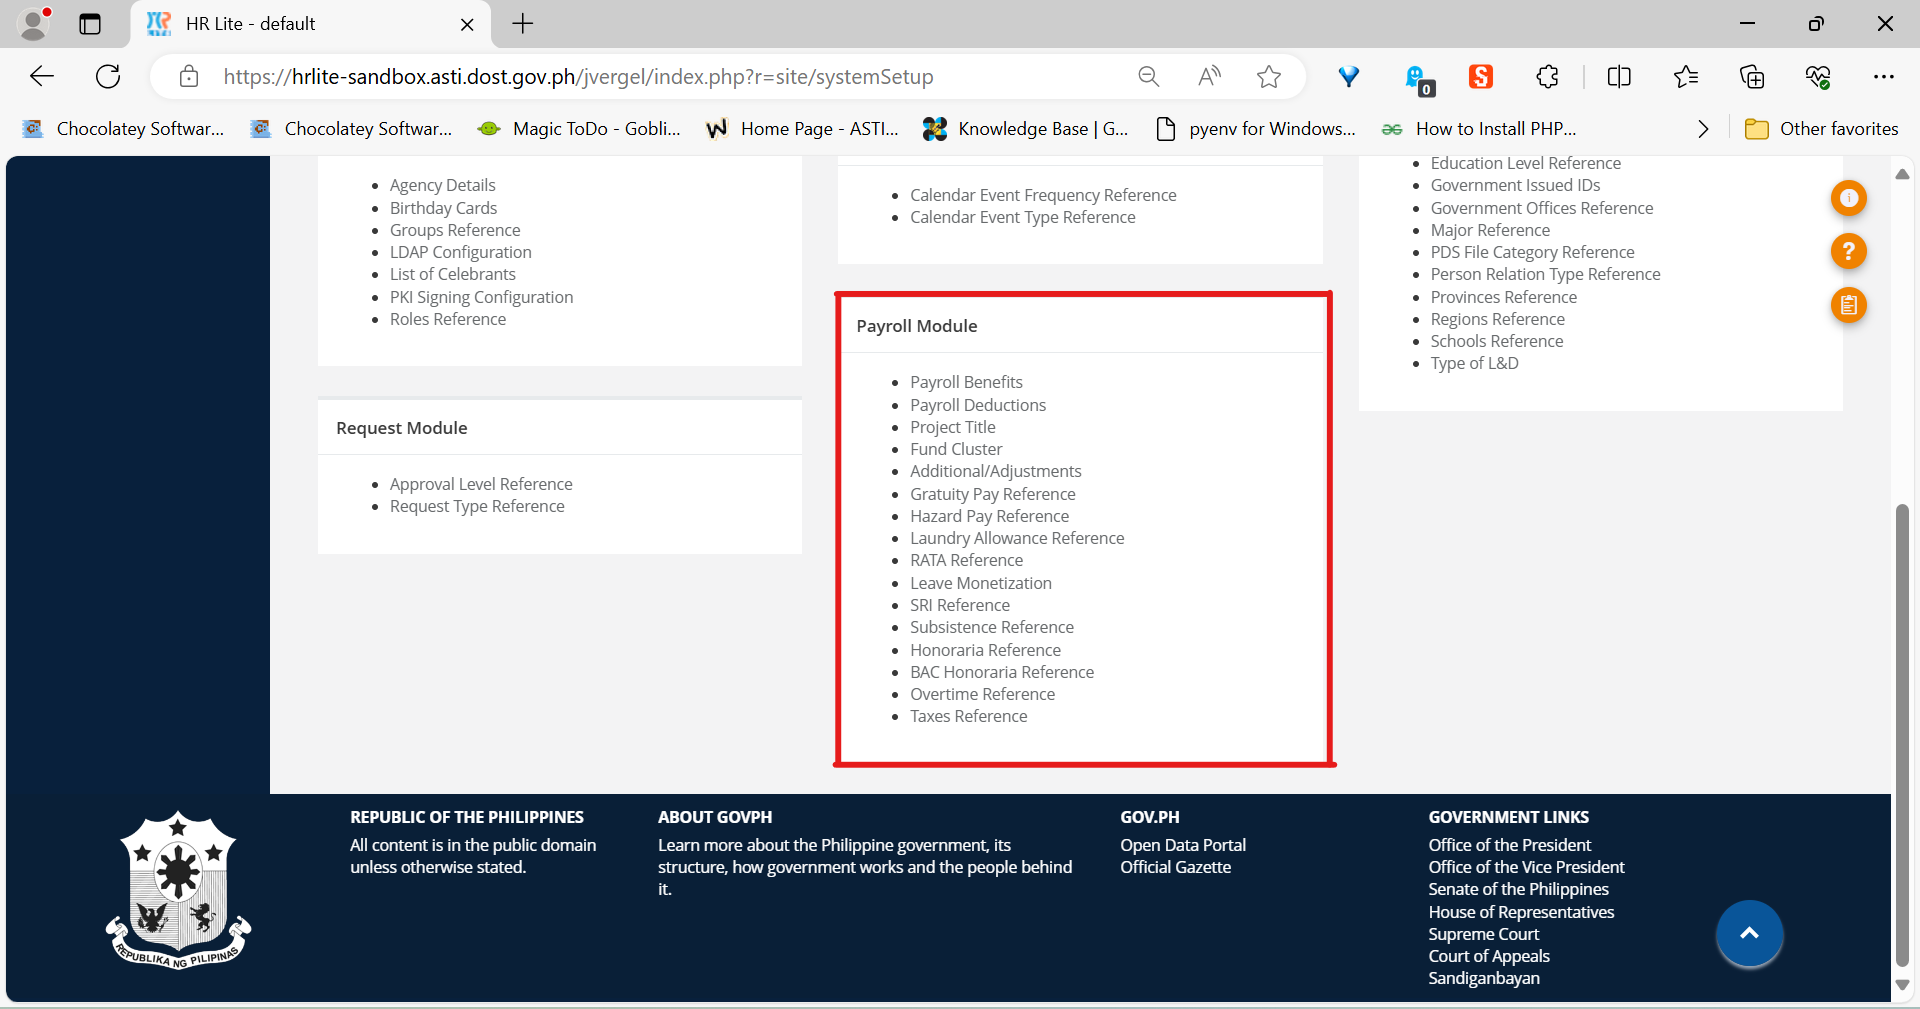 HR Lite - default
https://hrlite-sandbox.asti.dost.gov.ph/jvergel/index.php?r=site/systemSetup
0
Chocolatey Softwar...
Chocolatey Softwar...
Magic ToDo - Gobli...
Home Page - ASTI...
Knowledge Base | G...
pyenv for Windows...
How to Install PHP...
Other favorites
Agency Details
Birthday Cards
Groups Reference
LDAP Configuration
List of Celebrants
PKI Signing Configuration
Roles Reference
Request Module
Approval Level Reference
Request Type Reference
Calendar Event Frequency Reference
Calendar Event Type Reference
Payroll Module
Payroll Benefits
Payroll Deductions
Project Title
Fund Cluster
Additional/Adjustments
Gratuity Pay Reference
Hazard Pay Reference
Laundry Allowance Reference
RATA Reference
Leave Monetization
SRI Reference
Subsistence Reference
Honoraria Reference
BAC Honoraria Reference
Overtime Reference
Taxes Reference
Education Level Reference
Government Issued IDs
Government Offices Reference
Major Reference
PDS File Category Reference
Person Relation Type Reference
Provinces Reference
Regions Reference
Schools Reference
Type of L&D
REPUBLIKA NG PILIPINAS
REPUBLIC OF THE PHILIPPINES
All content is in the public domain
unless otherwise stated.
ABOUT GOVPH
Learn more about the Philippine government, its
structure, how government works and the people behind
it.
GOV.PH
Open Data Portal
Official Gazette
GOVERNMENT LINKS
Office of the President
Office of the Vice President
Senate of the Philippines
House of Representatives
Supreme Court
Court of Appeals
Sandiganbayan